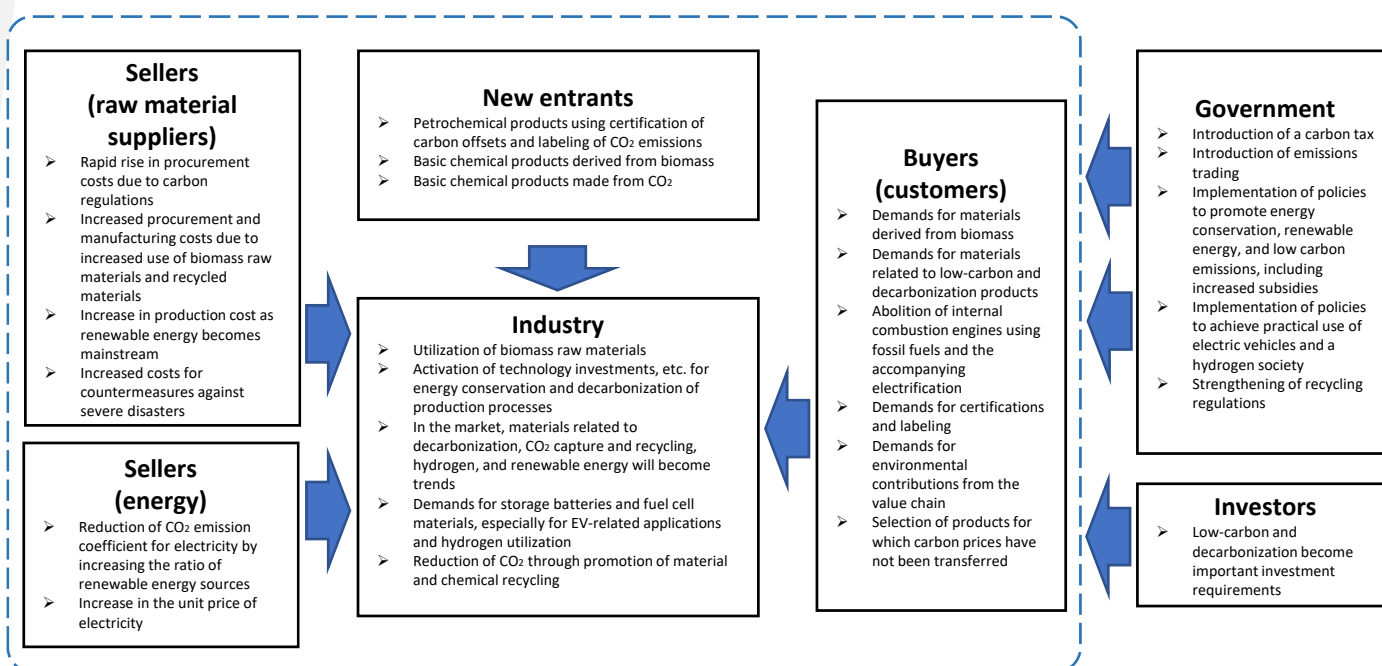 Sellers
(raw material
suppliers)
➢ Rapid rise in procurement
costs due to carbon
regulations
➢ Increased procurement and
manufacturing costs due to
increased use of biomass raw
materials and recycled
materials
➢ Increase in production cost as
renewable energy becomes
mainstream
➢ Increased costs for
countermeasures against
severe disasters
Sellers
(energy)
➢ Reduction of CO₂ emission
coefficient for electricity by
increasing the ratio of
renewable energy sources
➢ Increase in the unit price of
electricity
New entrants
➢ Petrochemical products using certification of
carbon offsets and labeling of CO₂ emissions
➢ Basic chemical products derived from biomass
➢ Basic chemical products made from CO₂
Industry
➢ Utilization of biomass raw materials
➢ Activation of technology investments, etc. for
energy conservation and decarbonization of
production processes
➢ In the market, materials related to
decarbonization, CO₂ capture and recycling,
hydrogen, and renewable energy will become
trends
➢ Demands for storage batteries and fuel cell
materials, especially for EV-related applications
and hydrogen utilization
➢ Reduction of CO₂ through promotion of material
and chemical recycling
Buyers
(customers)
➢ Demands for materials
derived from biomass
➢ Demands for materials
related to low-carbon and
decarbonization products
➢ Abolition of internal
combustion engines using
fossil fuels and the
accompanying
electrification
➢ Demands for certifications
and labeling
➢ Demands for
environmental
contributions from the
value chain
➢ Selection of products for
which carbon prices have
not been transferred
Government
➢ Introduction of a carbon tax
➢ Introduction of emissions
trading
➢ Implementation of policies
to promote energy
conservation, renewable
energy, and low carbon
emissions, including
increased subsidies
➢ Implementation of policies
to achieve practical use of
electric vehicles and a
hydrogen society
➢ Strengthening of recycling
regulations
Investors
➢ Low-carbon and
decarbonization become
important investment
requirements